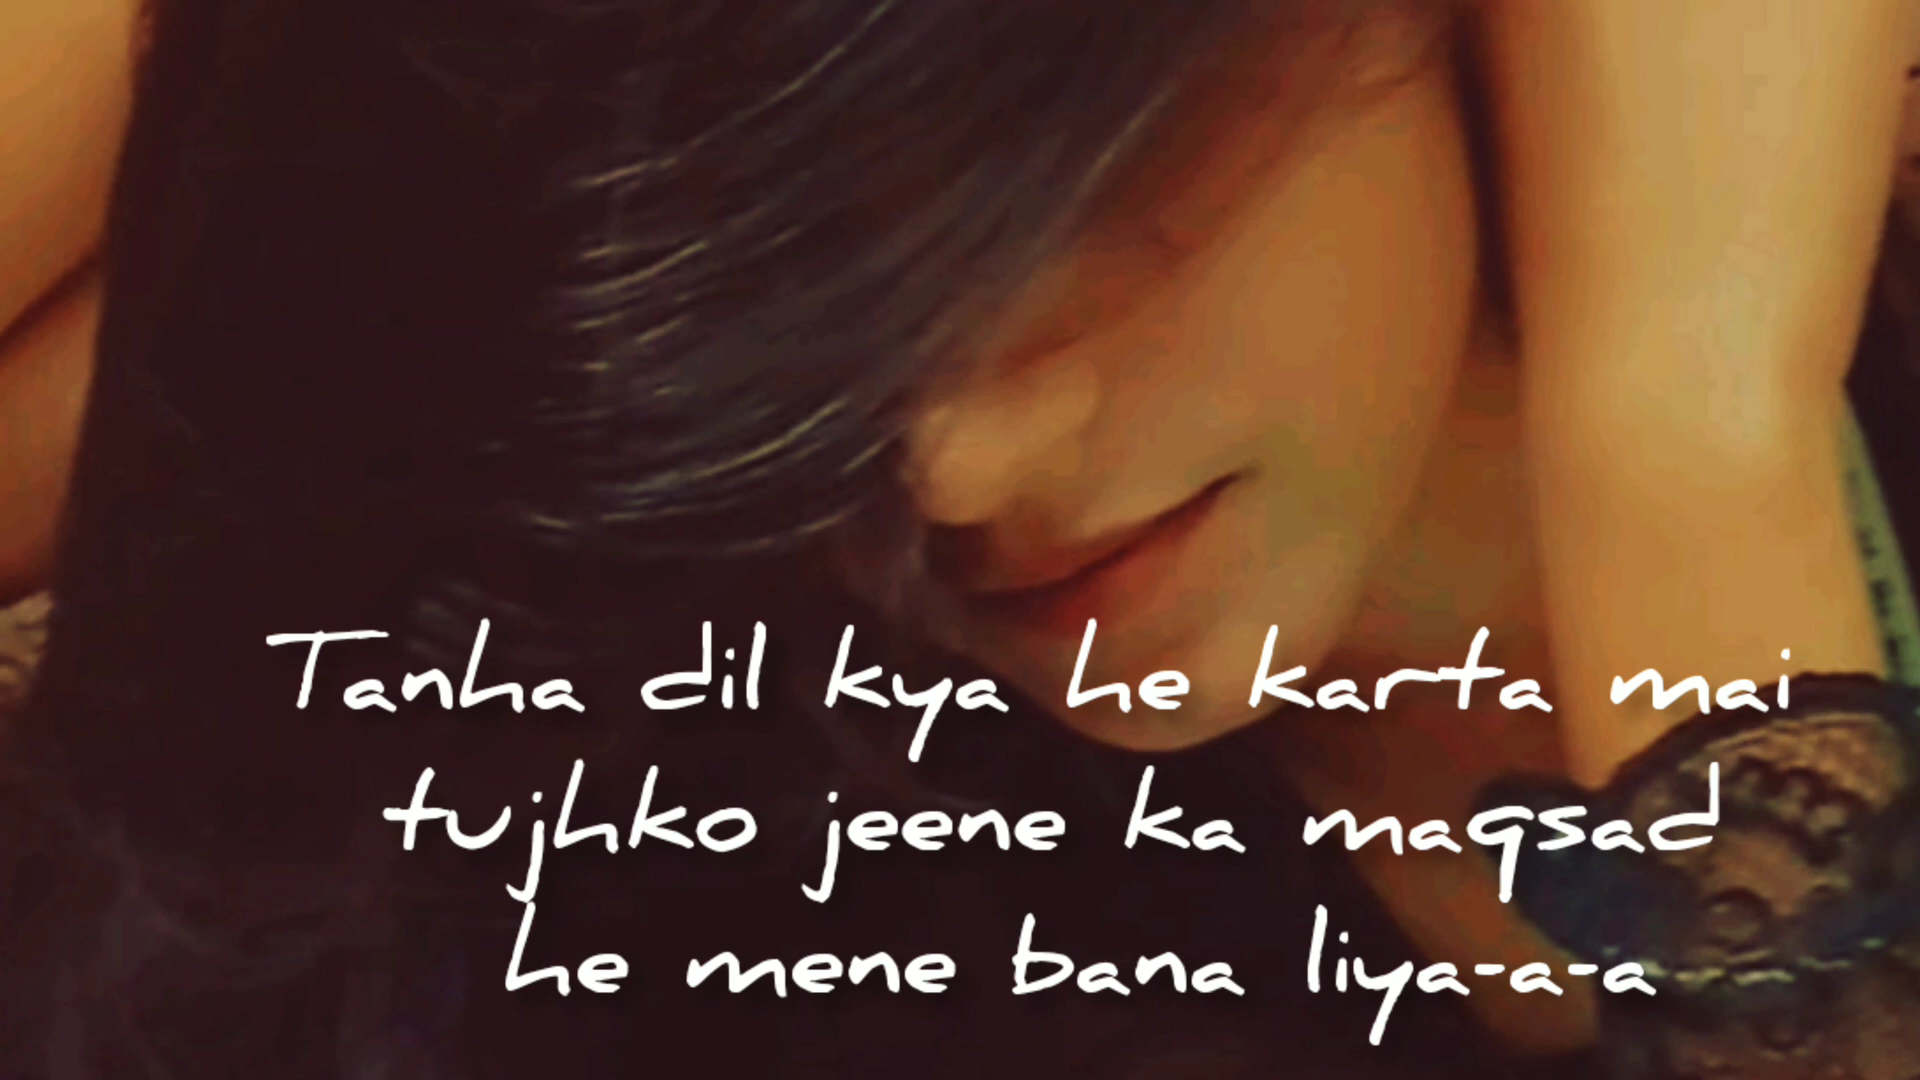 Tanha dil kya he karta mai
tujhko jeene ka maqsad
he mene bana liya-a-a